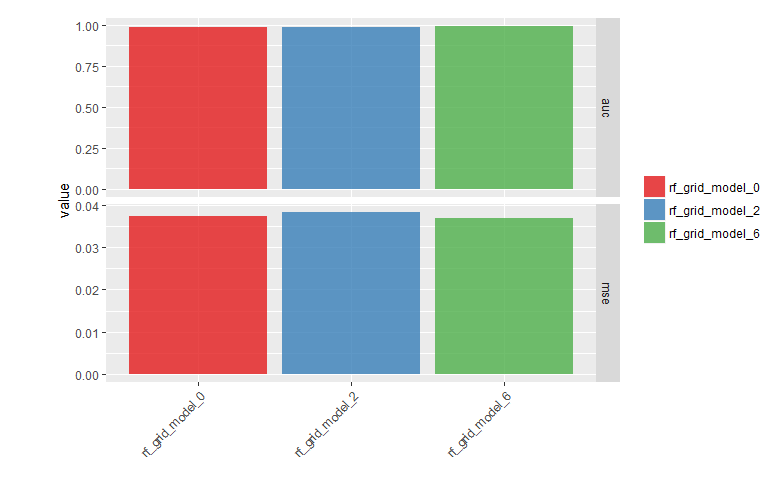 value
1.00
0.75
0.50
0.25
0.00
auc
0.04
0.03
0.02
0.01
0.00
mse
rf_grid_model_0
rf_grid_model_2
rf_grid_model_6
rf_grid_model_0
rf_grid_model_2
rf_grid_model_6